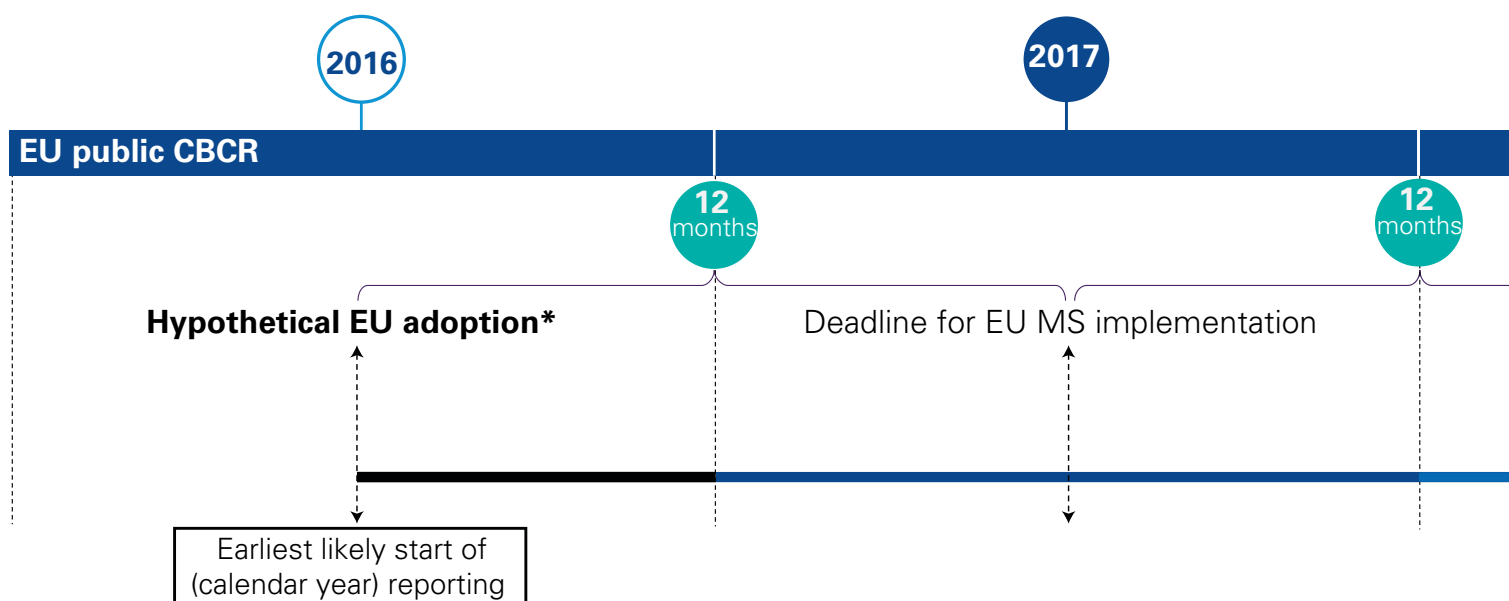 2016
2017
EU public CBCR
12
months
12
months
Hypothetical EU adoption*
Deadline for EU MS implementation
Earliest likely start of
(calendar year) reporting